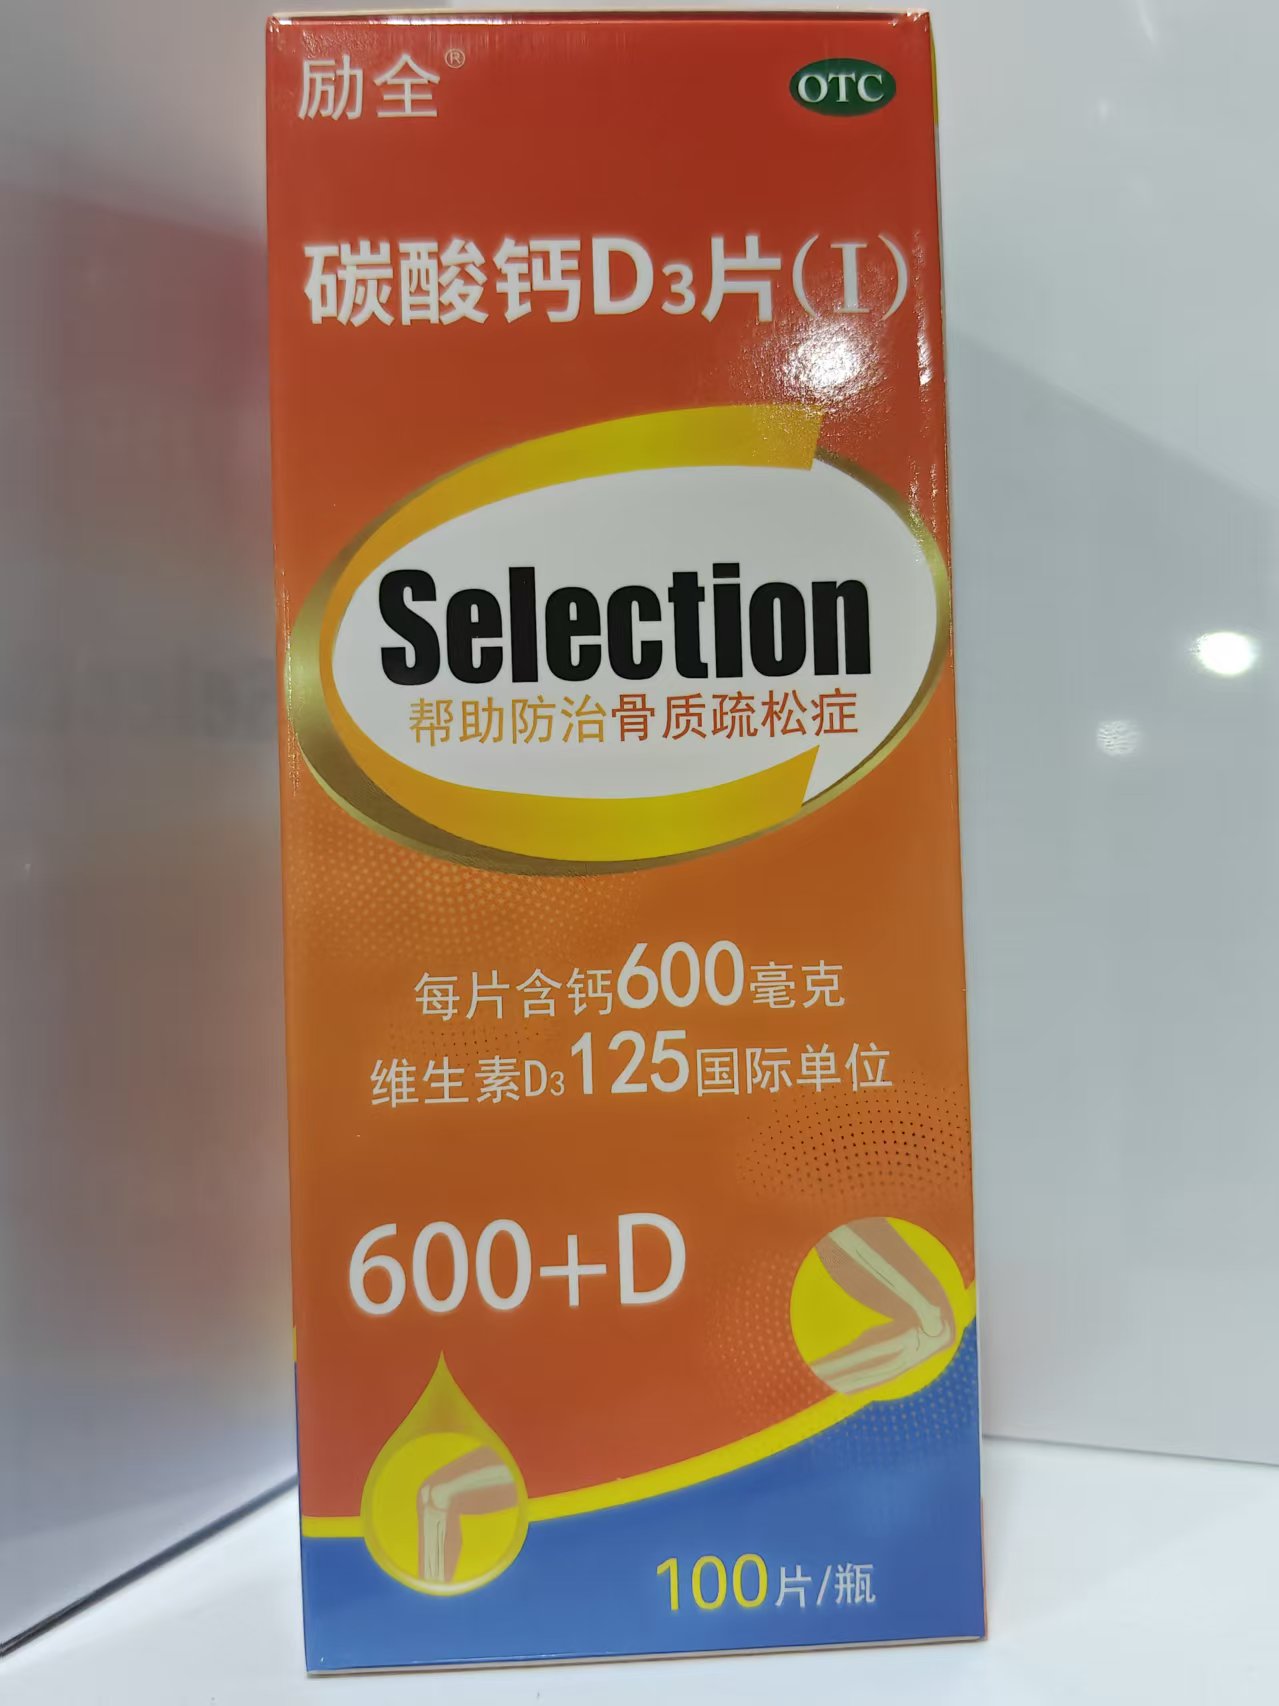 励全®
OTC
碳酸钙D3片(I)
Selection
帮助防治骨质疏松症
每片含钙600毫克
维生素D3125国际单位
600+D
100片/瓶